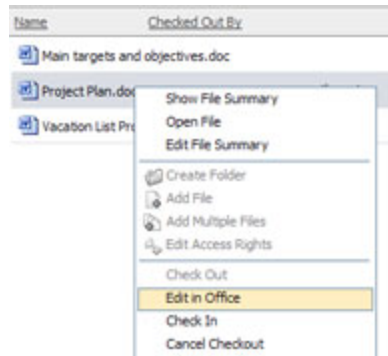 Name Checked Out By
Main targets and objectives.doc
Project Plan.doc
Show File Summary
Open File
Vacation List Pro
Edit File Summary
Create Folder
Add File
Add Multiple Files
Edit Access Rights
Check Out
Edit in Office
Check In
Cancel Checkout